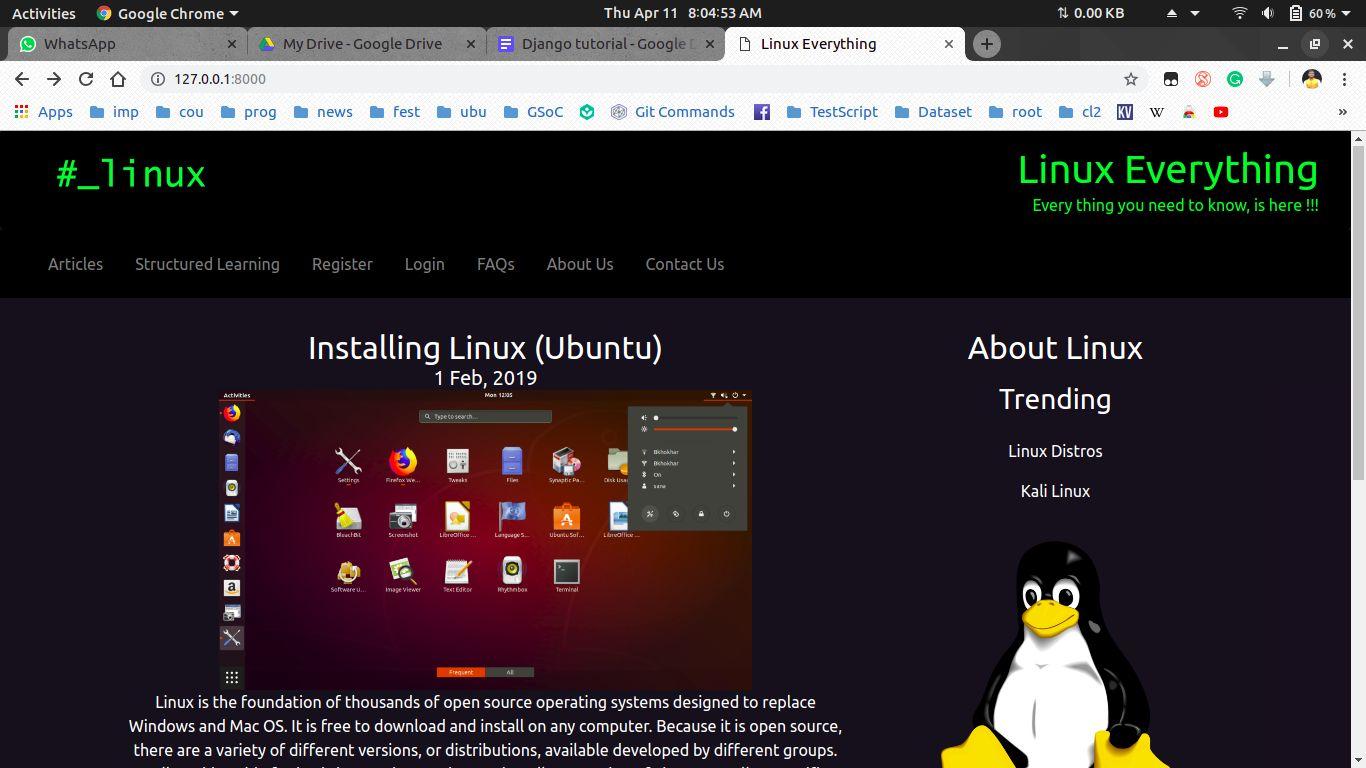 Activities Google Chrome Thu Apr 11 8:04:53 AM 0.00 KB 60 %
WhatsApp My Drive - Google Drive Django tutorial - Google D Linux Everything
127.0.0.1:8000
Apps imp cou prog news fest ubu GSoC Git Commands TestScript Dataset root cl2 KV W »
#_linux
Linux Everything
Every thing you need to know, is here !!!
Articles Structured Learning Register Login FAQs About Us Contact Us
Installing Linux (Ubuntu)
1 Feb, 2019
Activities Mon 12:05
Type to search...
Settings Firefox We... Tweaks Files Synaptic Pa... Disk Usa
BleachBit Screenshot LibreOffice ... Language S... Ubuntu Sof... LibreOffice ...
Software U... Image Viewer Text Editor Rhythmbox Terminal
Bkhokhar
Bkhokhar
On
sana
Frequent All
Linux is the foundation of thousands of open source operating systems designed to replace
Windows and Mac OS. It is free to download and install on any computer. Because it is open source,
there are a variety of different versions, or distributions, available developed by different groups.
About Linux
Trending
Linux Distros
Kali Linux